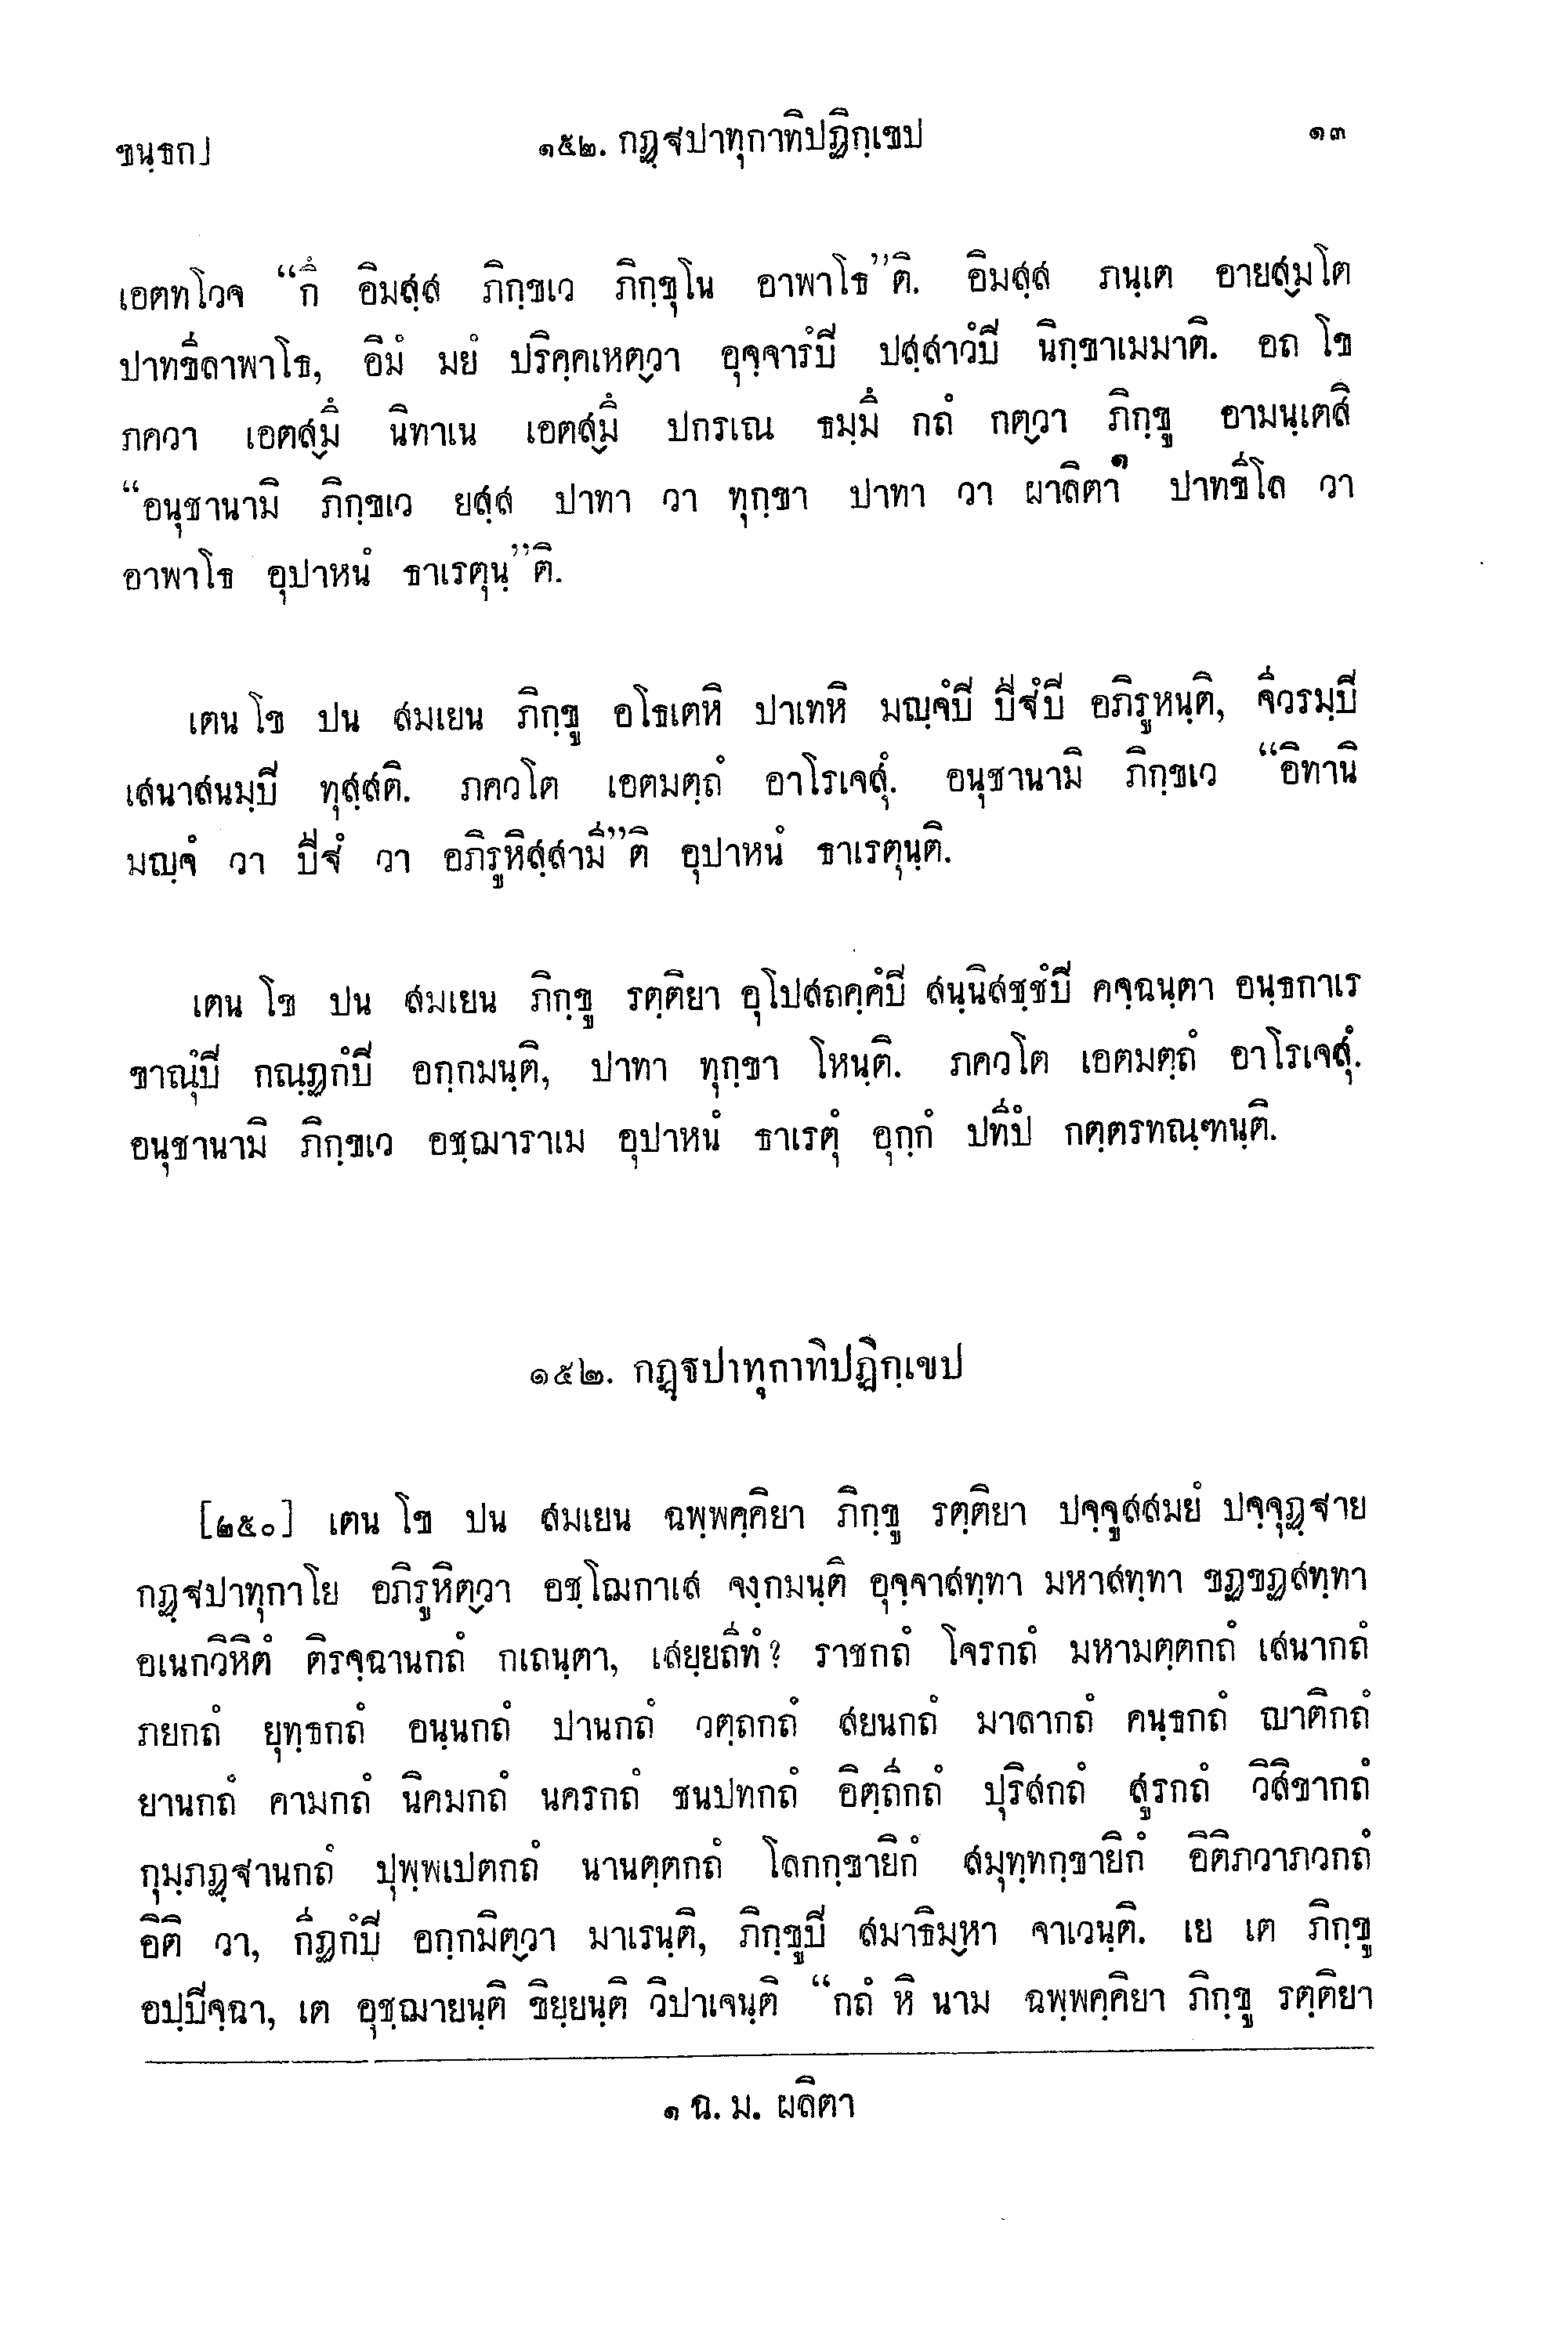 ขนฺธก]
๑๕๒. กฏฺฐปาทุกาทิปฏิกฺเขป
๑๓
เอตทโวจ “กึ อิมสฺส ภิกฺขเว ภิกฺขุโน อาพาโธ”ติ. อิมสฺส ภนฺเต อายสฺมโต
ปาทขีลาพาโธ, อิมํ มยํ ปริคฺคเหตฺวา อุจฺจารํปิ ปสฺสาวํปิ นิกฺขาเมมาติ. อถ โข
ภควา เอตสฺมึ นิทาเน เอตสฺมึ ปกรเณ ธมฺมึ กถํ กตฺวา ภิกฺขู อามนฺเตสิ
“อนุชานามิ ภิกฺขเว ยสฺส ปาทา วา ทุกฺขา ปาทา วา ผาลิตา๑ ปาทขีโล วา
อาพาโธ อุปาหนํ ธาเรตุนฺ”ติ.
เตน โข ปน สมเยน ภิกฺขู อโธเตหิ ปาเทหิ มญฺจํปิ ปีฐํปิ อภิรูหนฺติ, จีวรมฺปิ
เสนาสนมฺปิ ทุสฺสติ. ภควโต เอตมตฺถํ อาโรเจสุํ. อนุชานามิ ภิกฺขเว “อิทานิ
มญฺจํ วา ปีฐํ วา อภิรูหิสฺสามี”ติ อุปาหนํ ธาเรตุนฺติ.
เตน โข ปน สมเยน ภิกฺขู รตฺติยา อุโปสถคฺคํปิ สนฺนิสชฺชํปิ คจฺฉนฺตา อนฺธกาเร
ขาณุํปิ กณฺฏกํปิ อกฺกมนฺติ, ปาทา ทุกฺขา โหนฺติ. ภควโต เอตมตฺถํ อาโรเจสุํ.
อนุชานามิ ภิกฺขเว อชฺฌาราเม อุปาหนํ ธาเรตุํ อุกฺกํ ปทีปํ กตฺตรทณฺฑนฺติ.
๑๕๒. กฏฺฐปาทุกาทิปฏิกฺเขป
[๒๕๐] เตน โข ปน สมเยน ฉพฺพคฺคิยา ภิกฺขู รตฺติยา ปจฺจูสสมยํ ปจฺจุฏฺฐาย
กฏฺฐปาทุกาโย อภิรูหิตฺวา อชฺโฌกาเส จงฺกมนฺติ อุจฺจาสทฺทา มหาสทฺทา ขฏขฏสทฺทา
อเนกวิหิตํ ติรจฺฉานกถํ กเถนฺตา, เสยฺยถีทํ? ราชกถํ โจรกถํ มหามตฺตกถํ เสนากถํ
ภยกถํ ยุทฺธกถํ อนฺนกถํ ปานกถํ วตฺถกถํ สยนกถํ มาลากถํ คนฺธกถํ ญาติกถํ
ยานกถํ คามกถํ นิคมกถํ นครกถํ ชนปทกถํ อิตฺถีกถํ ปุริสกถํ สูรกถํ วิสิขากถํ
กุมฺภฏฺฐานกถํ ปุพฺพเปตกถํ นานตฺตกถํ โลกกฺขายิกํ สมุทฺทกฺขายิกํ อิติภวาภวกถํ
อิติ วา, กีฏกํปิ อกฺกมิตฺวา มาเรนฺติ, ภิกฺขูปิ สมาธิมฺหา จาเวนฺติ. เย เต ภิกฺขู
อปฺปิจฺฉา, เต อุชฺฌายนฺติ ขิยฺยนฺติ วิปาเจนฺติ “กถํ หิ นาม ฉพฺพคฺคิยา ภิกฺขู รตฺติยา
๑ ฉ. ม. ผลิตา